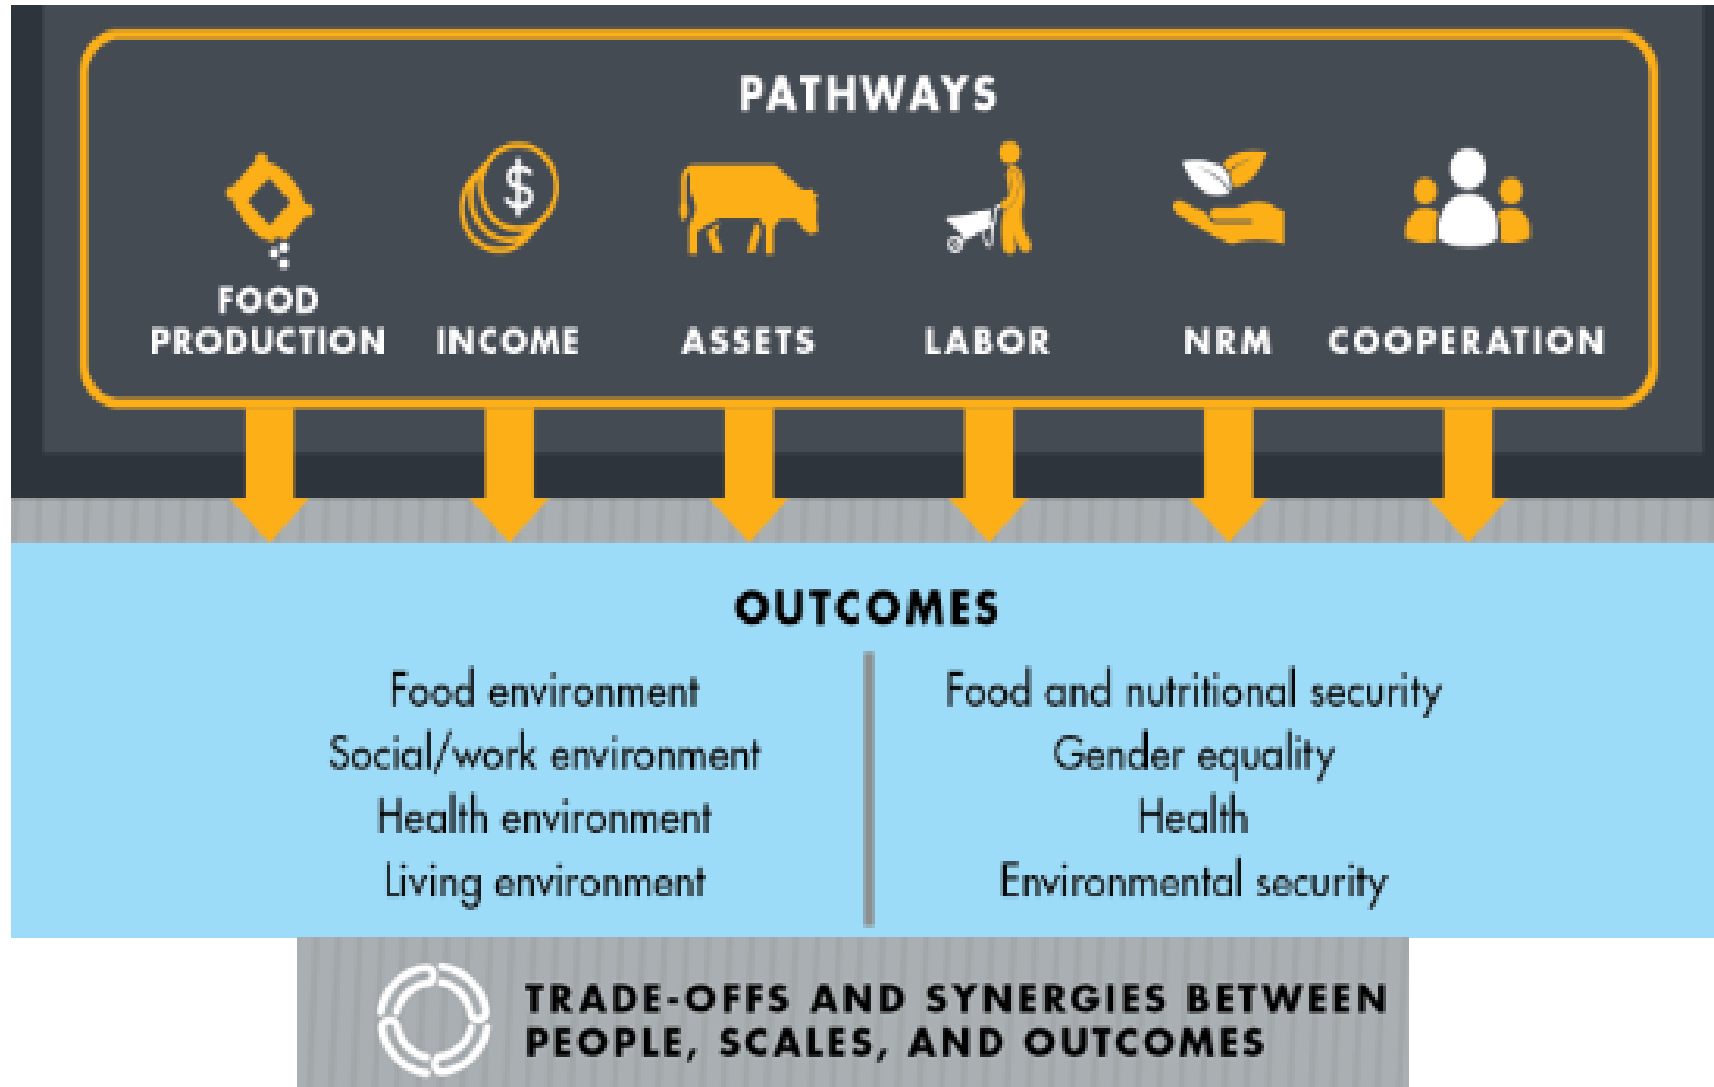 PATHWAYS
$
FOOD
PRODUCTION
INCOME
ASSETS
LABOR
NRM
COOPERATION
OUTCOMES
Food environment
Social/work environment
Health environment
Living environment
Food and nutritional security
Gender equality
Health
Environmental security
TRADE-OFFS AND SYNERGIES BETWEEN
PEOPLE, SCALES, AND OUTCOMES